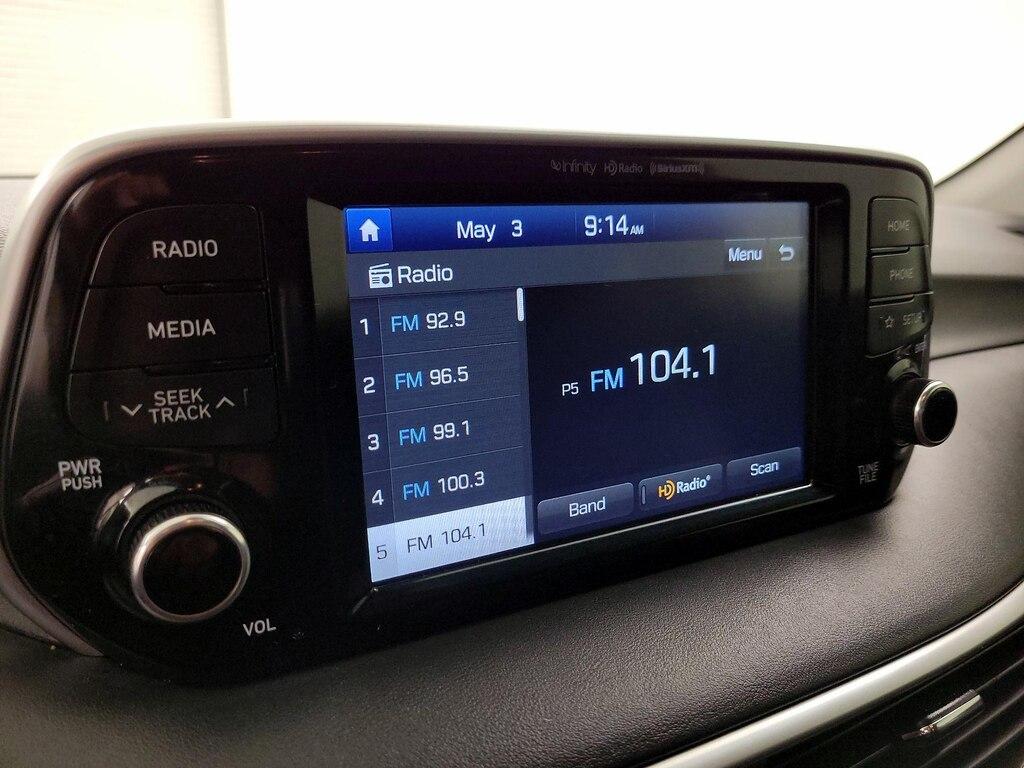 Infinity HD Radio ((SiriusXM))
RADIO
MEDIA
SEEK
TRACK
PWR
PUSH
VOL
May 3 9:14 AM
Radio
Menu
1 FM 92.9
2 FM 96.5
3 FM 99.1
4 FM 100.3
5 FM 104.1
P5 FM 104.1
Band
HD Radio®
Scan
HOME
PHONE
☆ SETUP
TUNE
FILE